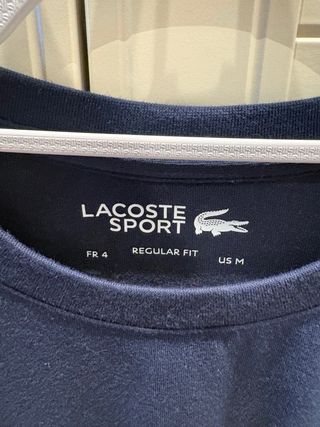 LACOSTE
SPORT
FR 4 REGULAR FIT US M